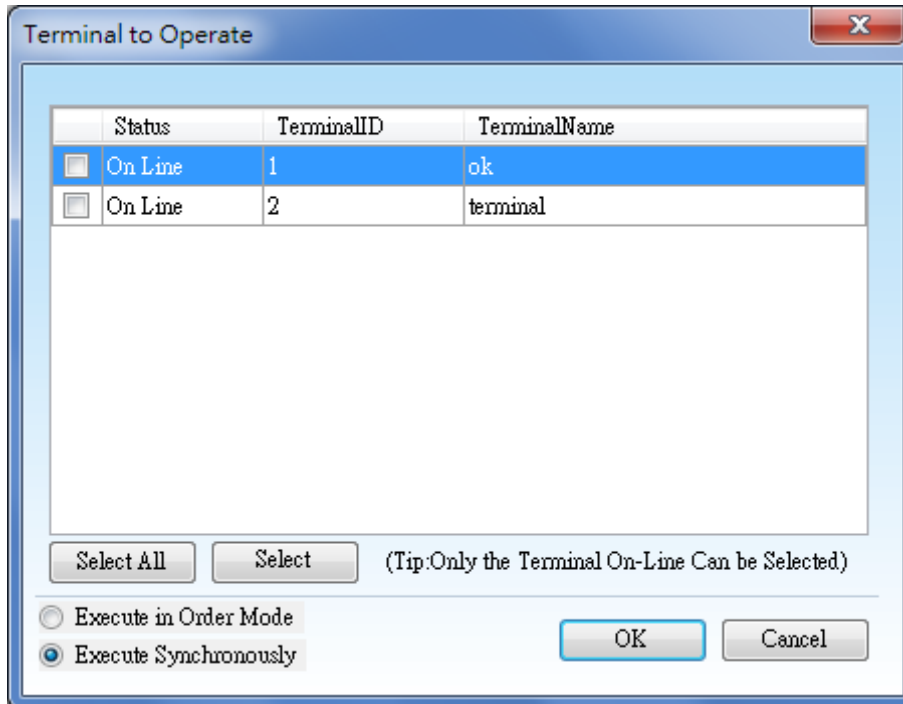 Terminal to Operate
Status TerminalID TerminalName
On Line 1 ok
On Line 2 terminal
Select All Select (Tip:Only the Terminal On-Line Can be Selected)
Execute in Order Mode
Execute Synchronously
OK Cancel